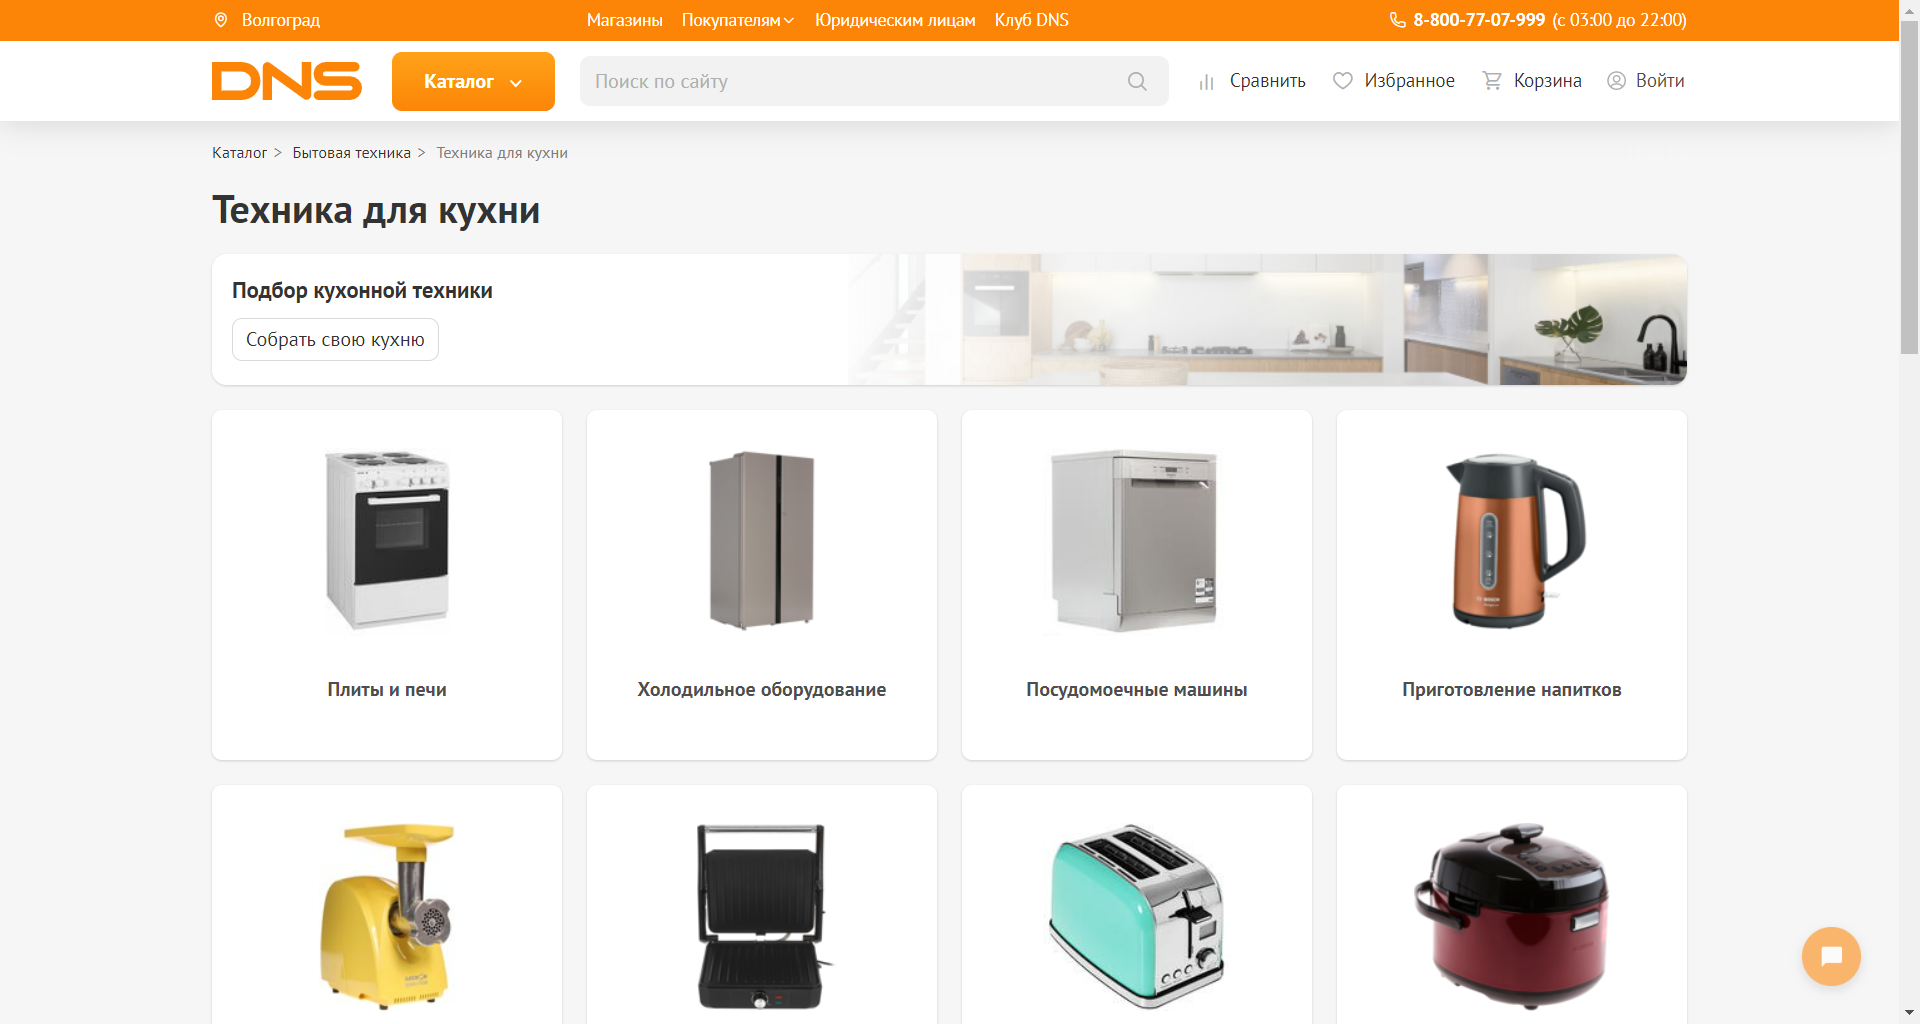 Волгоград
Магазины Покупателям Юридическим лицам Клуб DNS
8-800-77-07-999 (с 03:00 до 22:00)
DNS
Каталог
Поиск по сайту
Сравнить Избранное Корзина Войти
Каталог > Бытовая техника > Техника для кухни
Техника для кухни
Подбор кухонной техники
Собрать свою кухню
Плиты и печи
Холодильное оборудование
Посудомоечные машины
Приготовление напитков